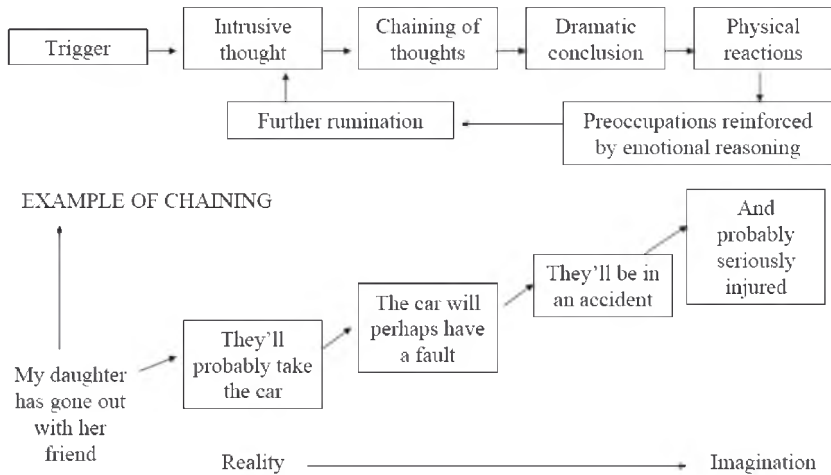 Trigger
Intrusive
thought
Chaining of
thoughts
Dramatic
conclusion
Physical
reactions
Further rumination
Preoccupations reinforced
by emotional reasoning
EXAMPLE OF CHAINING
And
probably
seriously
injured
They'll be in
an accident
The car will
perhaps have
a fault
They'll
probably take
the car
My daughter
has gone out
with her
friend
Reality
Imagination